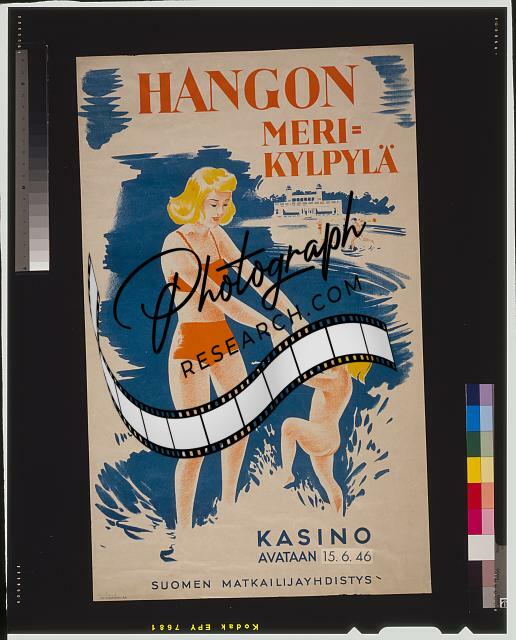 HANGON
MERI=
KYLPYLÄ
Photograph
RESEARCH.COM
KASINO
AVATAAN 15. 6. 46
SUOMEN MATKAILIJAYHDISTYS
Kodak EPY 7681